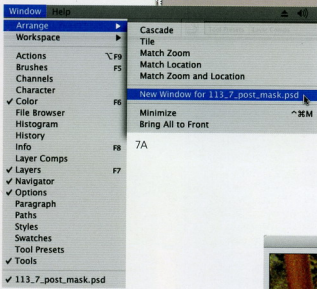 Window Help
Arrange
Workspace
Actions ⌥F9
Brushes F5
Channels
Character
✓ Color F6
File Browser
Histogram
History
Info F8
Layer Comps
✓ Layers F7
✓ Navigator
✓ Options
Paragraph
Paths
Styles
Swatches
Tool Presets
✓ Tools
✓ 113_7_post_mask.psd
Cascade
Tile
Match Zoom
Match Location
Match Zoom and Location
New Window for 113_7_post_mask.psd
Minimize ^⌘M
Bring All to Front
7A